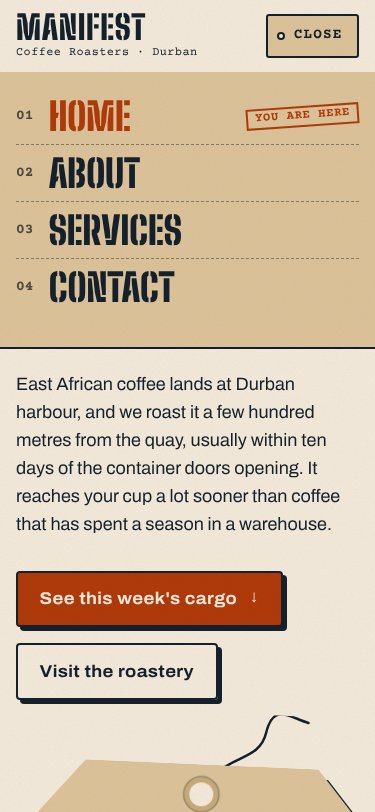 MANIFEST
Coffee Roasters · Durban
CLOSE
01 HOME YOU ARE HERE
02 ABOUT
03 SERVICES
04 CONTACT
East African coffee lands at Durban
harbour, and we roast it a few hundred
metres from the quay, usually within ten
days of the container doors opening. It
reaches your cup a lot sooner than coffee
that has spent a season in a warehouse.
See this week's cargo ↓
Visit the roastery